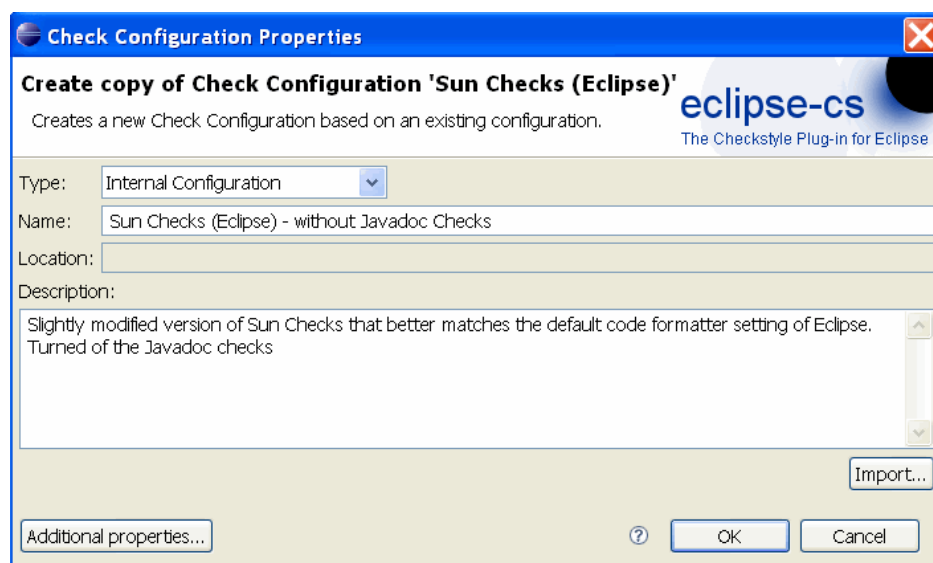 Check Configuration Properties
Create copy of Check Configuration 'Sun Checks (Eclipse)'
Creates a new Check Configuration based on an existing configuration.
eclipse-cs
The Checkstyle Plug-in for Eclipse
Type: Internal Configuration
Name: Sun Checks (Eclipse) - without Javadoc Checks
Location:
Description:
Slightly modified version of Sun Checks that better matches the default code formatter setting of Eclipse.
Turned of the Javadoc checks
Import...
Additional properties... ? OK Cancel